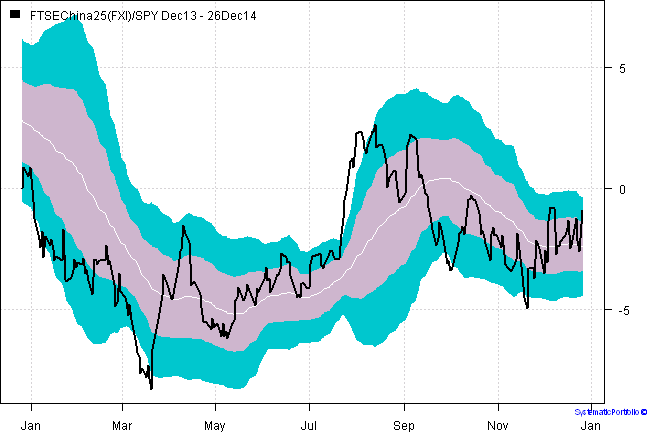 FTSEChina25(FXI)/SPY Dec13 - 26Dec14
5
0
-5
Jan Mar May Jul Sep Nov Jan
SystematicPortfolio ©